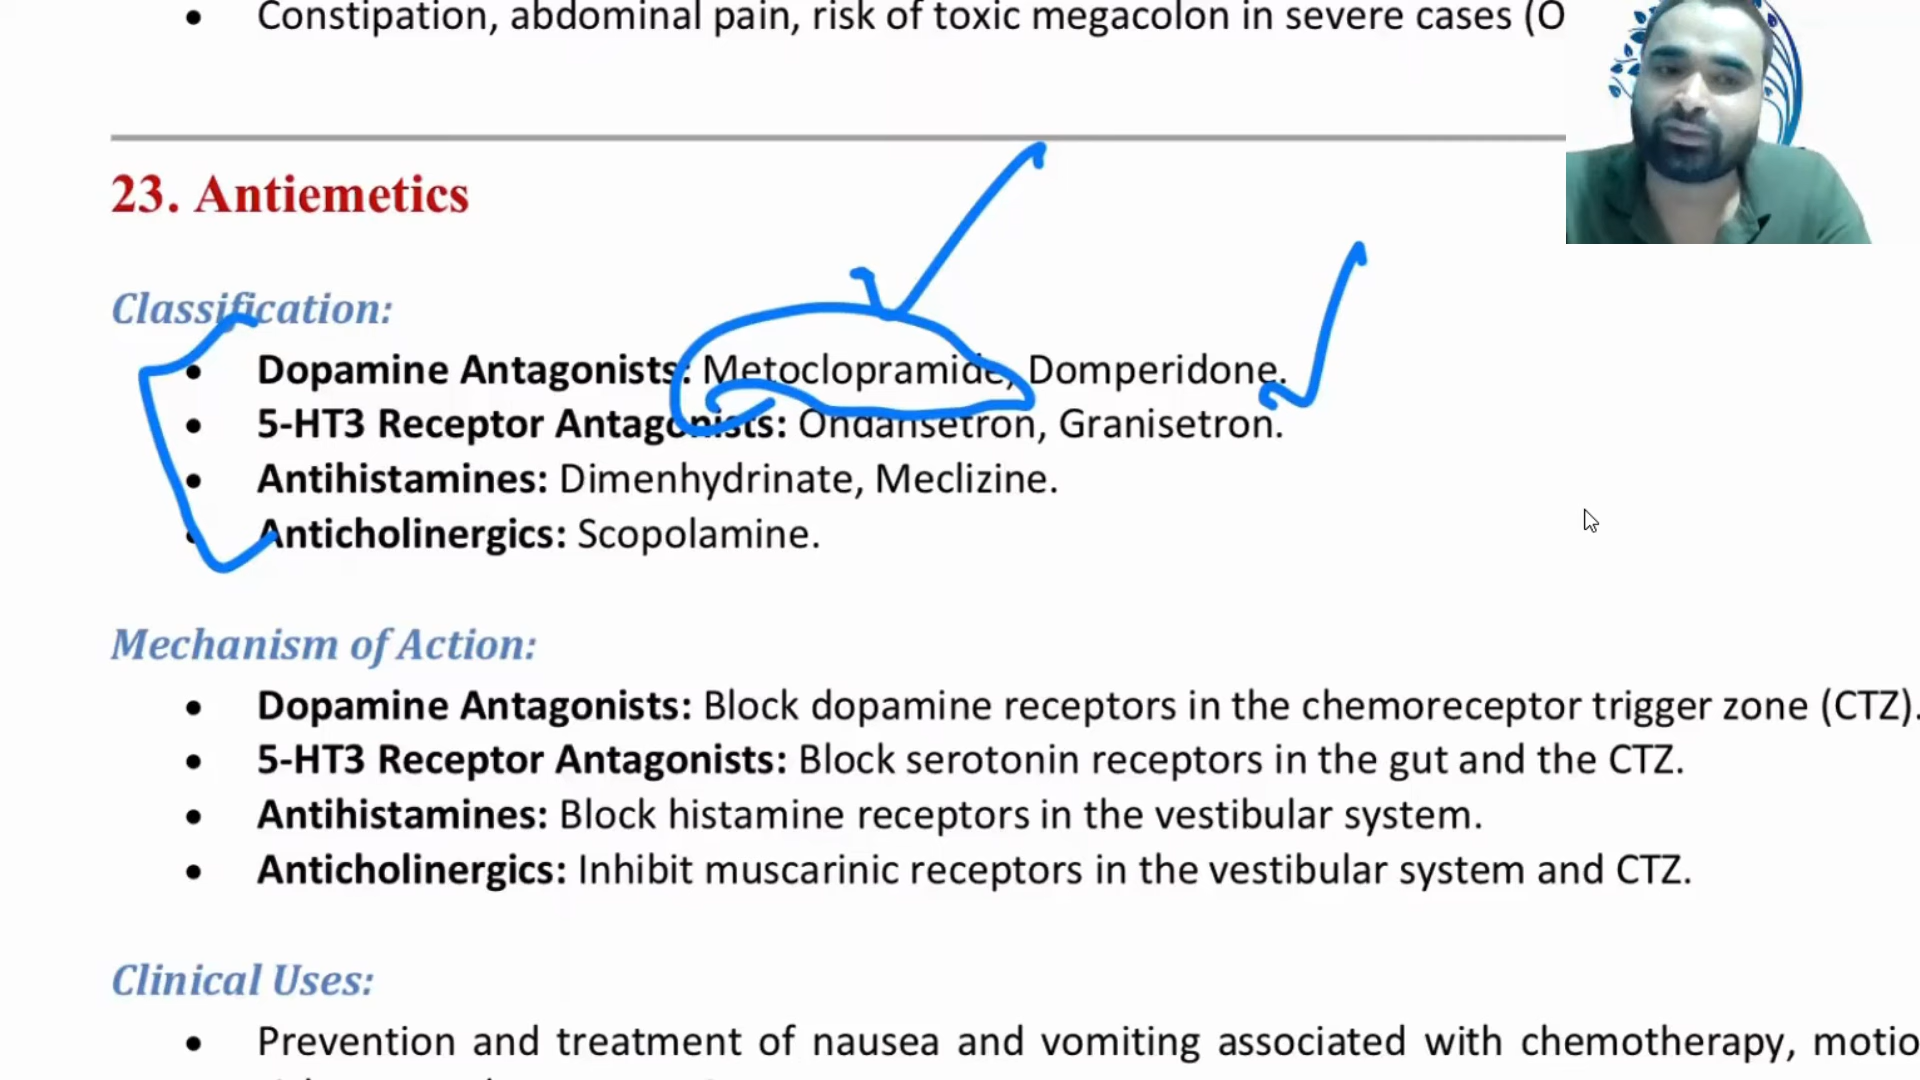 Constipation, abdominal pain, risk of toxic megacolon in severe cases (O
23. Antiemetics
Classification:
• Dopamine Antagonists: Metoclopramide, Domperidone.
• 5-HT3 Receptor Antagonists: Ondansetron, Granisetron.
• Antihistamines: Dimenhydrinate, Meclizine.
• Anticholinergics: Scopolamine.
Mechanism of Action:
• Dopamine Antagonists: Block dopamine receptors in the chemoreceptor trigger zone (CTZ).
• 5-HT3 Receptor Antagonists: Block serotonin receptors in the gut and the CTZ.
• Antihistamines: Block histamine receptors in the vestibular system.
• Anticholinergics: Inhibit muscarinic receptors in the vestibular system and CTZ.
Clinical Uses:
• Prevention and treatment of nausea and vomiting associated with chemotherapy, motio